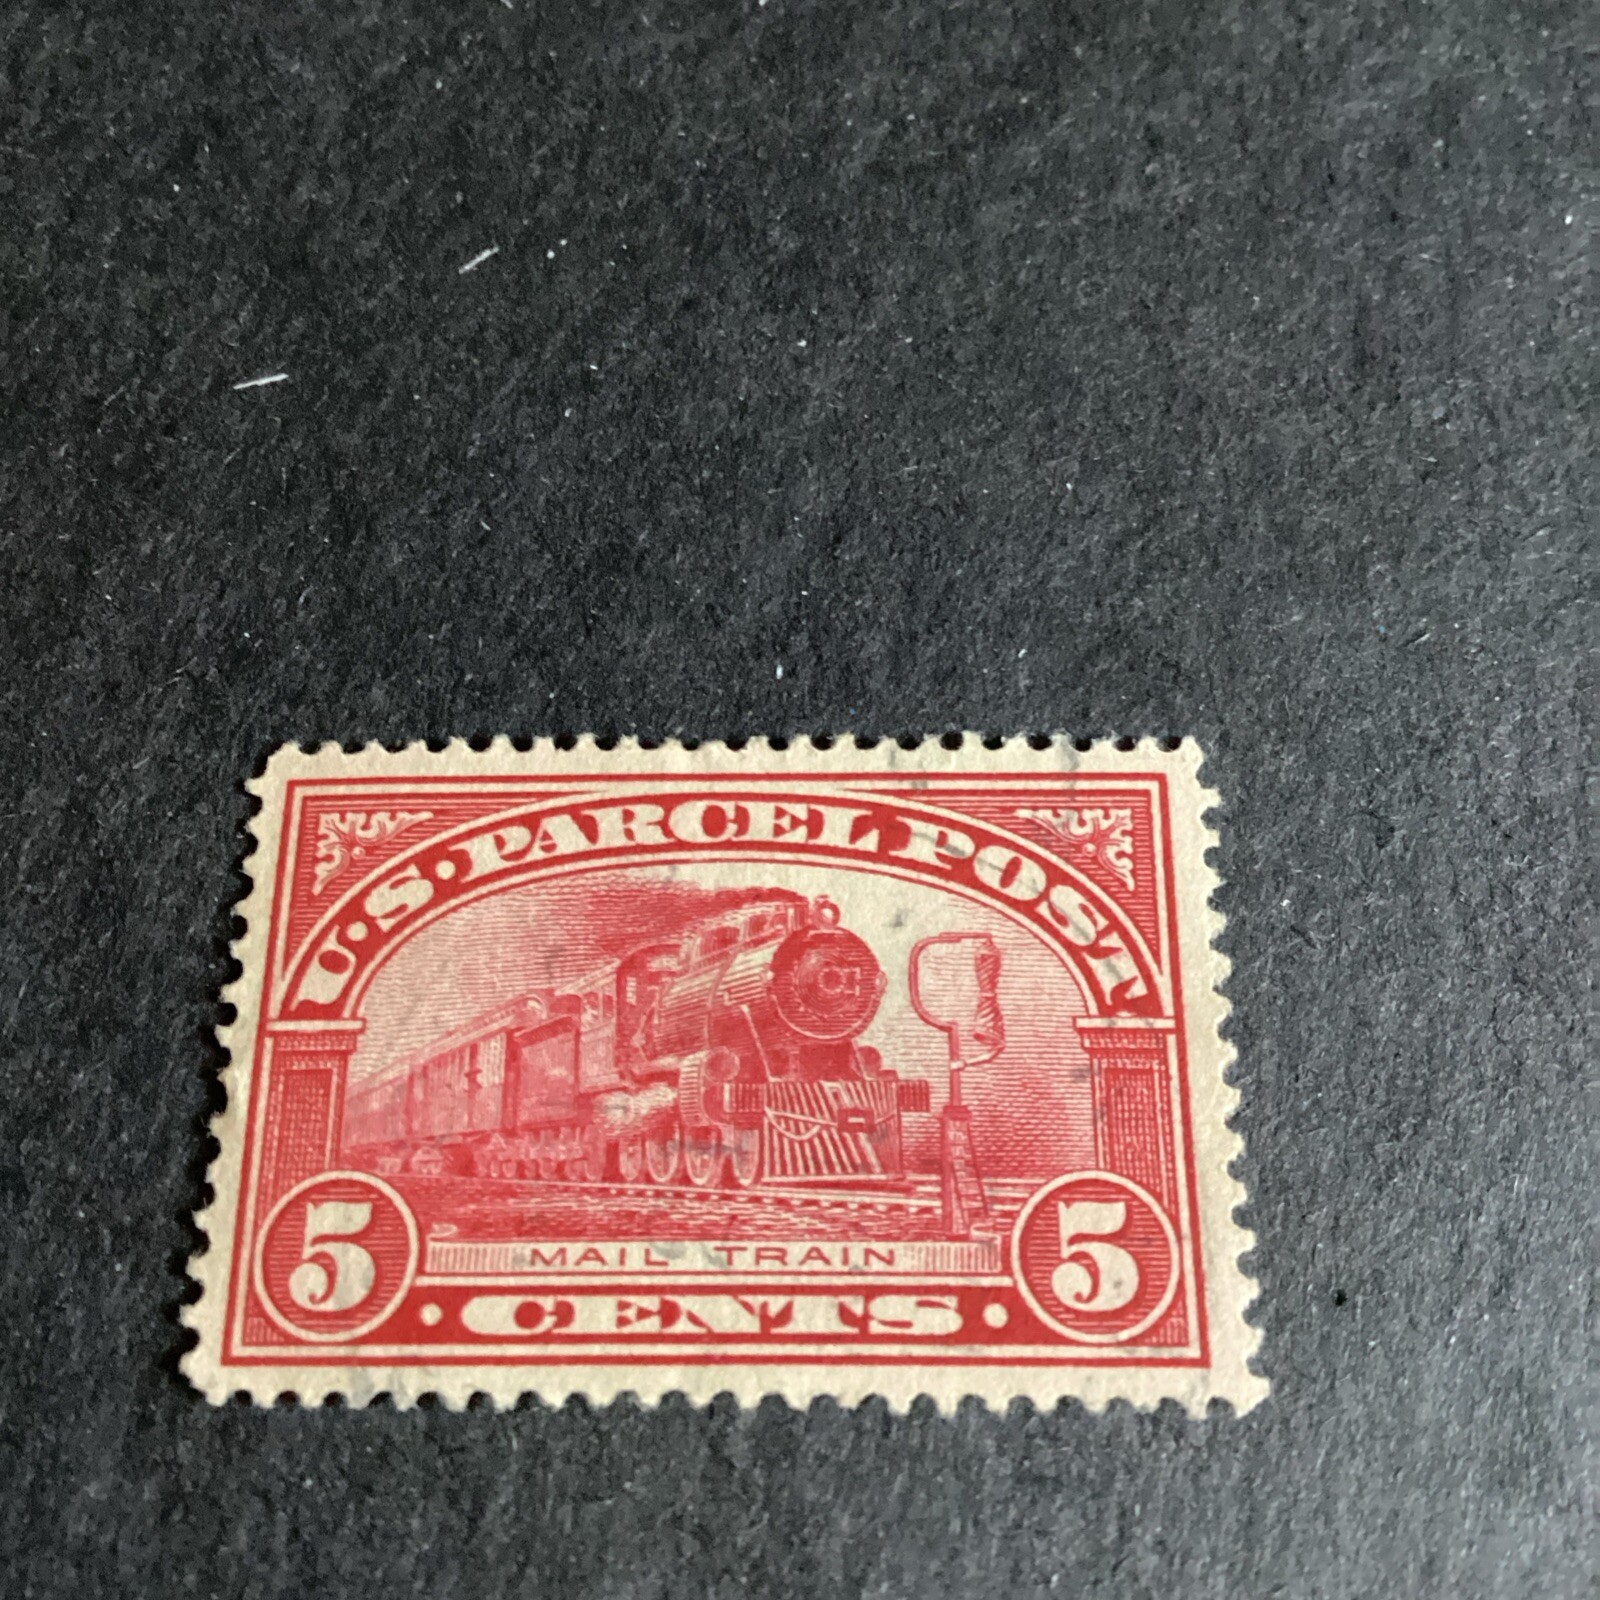 U.S. PARCEL POST
5 MAIL TRAIN 5
• CENTS •